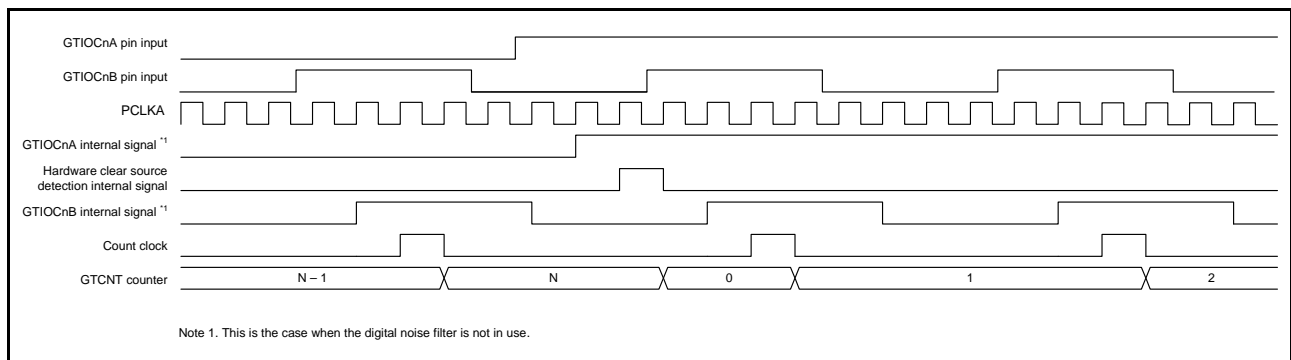 GTIOCnA pin input
GTIOCnB pin input
PCLKA
GTIOCnA internal signal *1
Hardware clear source
detection internal signal
GTIOCnB internal signal *1
Count clock
GTCNT counter
N – 1
N
0
1
2
Note 1. This is the case when the digital noise filter is not in use.